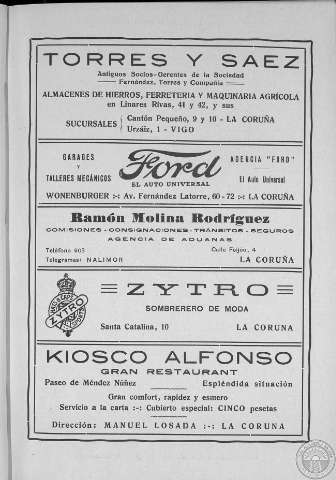 TORRES Y SAEZ
Antiguos Socios-Gerentes de la Sociedad
Fernández, Torres y Compañía
ALMACENES DE HIERROS, FERRETERIA Y MAQUINARIA AGRÍCOLA
en Linares Rivas, 41 y 42, y sus
SUCURSALES
Cantón Pequeño, 9 y 10 - LA CORUÑA
Urzáiz, 1 - VIGO
GARAGES
Y
TALLERES MECÁNICOS
Ford
EL AUTO UNIVERSAL
AGENCIA "FORD"
El Auto Universal
WONENBURGER :-: Av. Fernández Latorre, 60-72 :-: LA CORUÑA
Ramón Molina Rodríguez
COMISIONES - CONSIGNACIONES - TRÁNSITOS - SEGUROS
AGENCIA DE ADUANAS
Teléfono 903
Calle Feijóo, 4
Telegramas: NALIMOR
LA CORUÑA
ZYTRO
ZYTRO
SOMBRERERO DE MODA
Santa Catalina, 10
LA CORUNA
KIOSCO ALFONSO
GRAN RESTAURANT
Paseo de Méndez Núñez
Espléndida situación
Gran comfort, rapidez y esmero
Servicio a la carta :-: Cubierto especial: CINCO pesetas
Dirección: MANUEL LOSADA :-: LA CORUNA